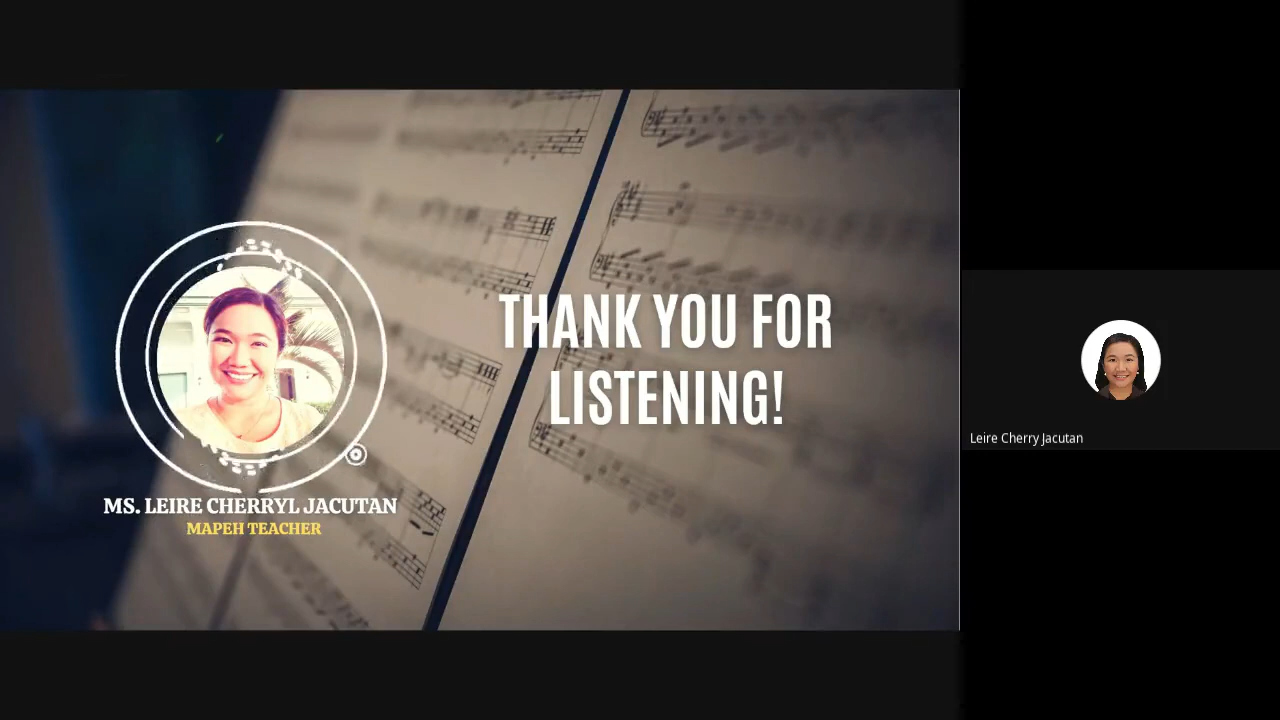 THANK YOU FOR
LISTENING!
MS. LEIRE CHERRYL JACUTAN
MAPEH TEACHER
Leire Cherry Jacutan